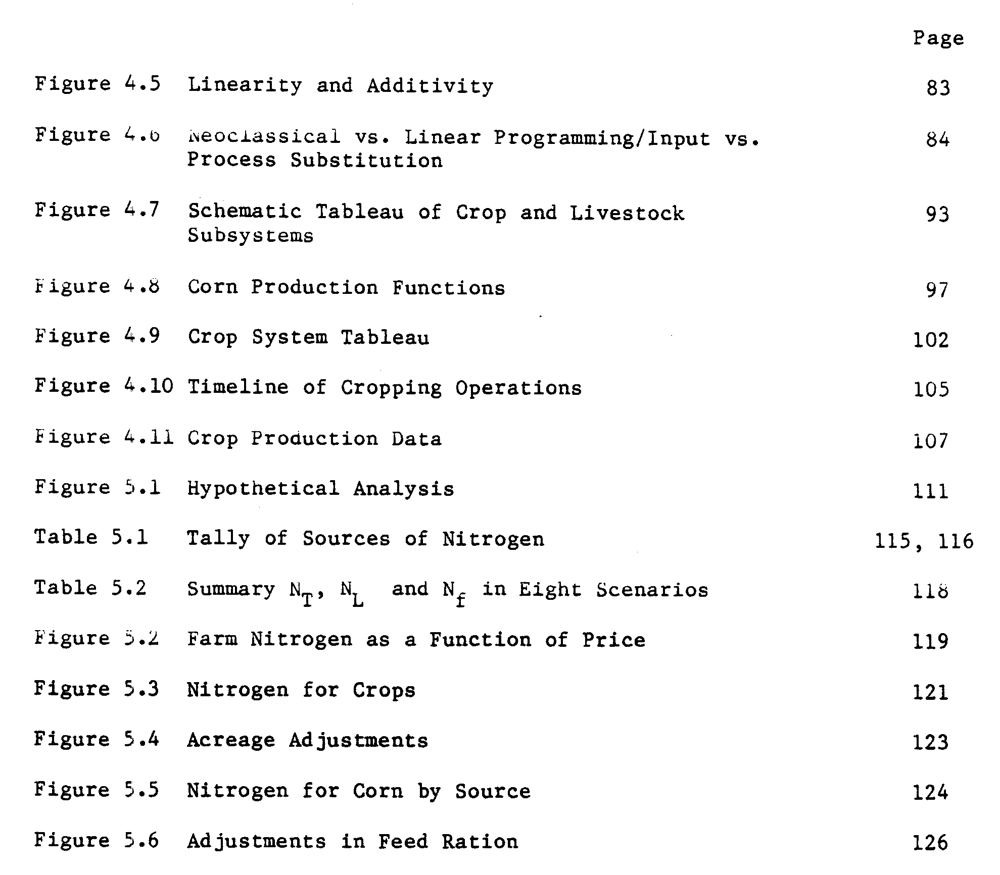 Page
Figure 4.5 Linearity and Additivity 83
Figure 4.6 Neoclassical vs. Linear Programming/Input vs. 84
Process Substitution
Figure 4.7 Schematic Tableau of Crop and Livestock 93
Subsystems
Figure 4.8 Corn Production Functions 97
Figure 4.9 Crop System Tableau 102
Figure 4.10 Timeline of Cropping Operations 105
Figure 4.11 Crop Production Data 107
Figure 5.1 Hypothetical Analysis 111
Table 5.1 Tally of Sources of Nitrogen 115, 116
Table 5.2 Summary N_T, N_L and N_f in Eight Scenarios 118
Figure 5.2 Farm Nitrogen as a Function of Price 119
Figure 5.3 Nitrogen for Crops 121
Figure 5.4 Acreage Adjustments 123
Figure 5.5 Nitrogen for Corn by Source 124
Figure 5.6 Adjustments in Feed Ration 126